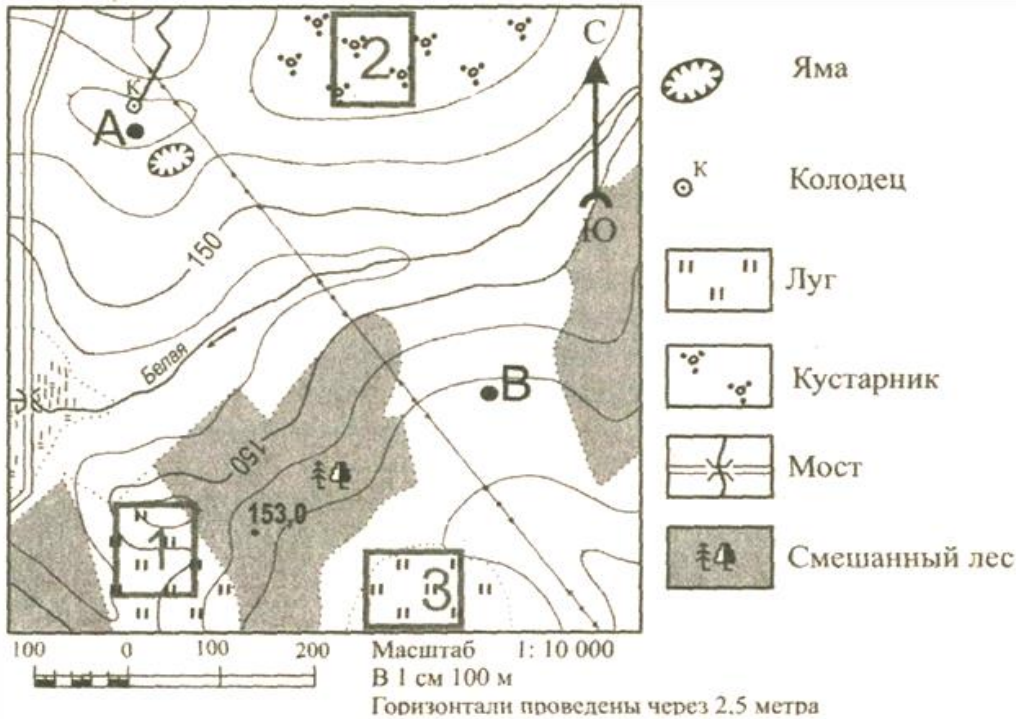 2
С
К
А
Ю
150
Белая
В
150
153,0
1
3
Яма
К
Колодец
Луг
Кустарник
Мост
Смешанный лес
100 0 100 200
Масштаб 1: 10 000
В 1 см 100 м
Горизонтали проведены через 2,5 метра